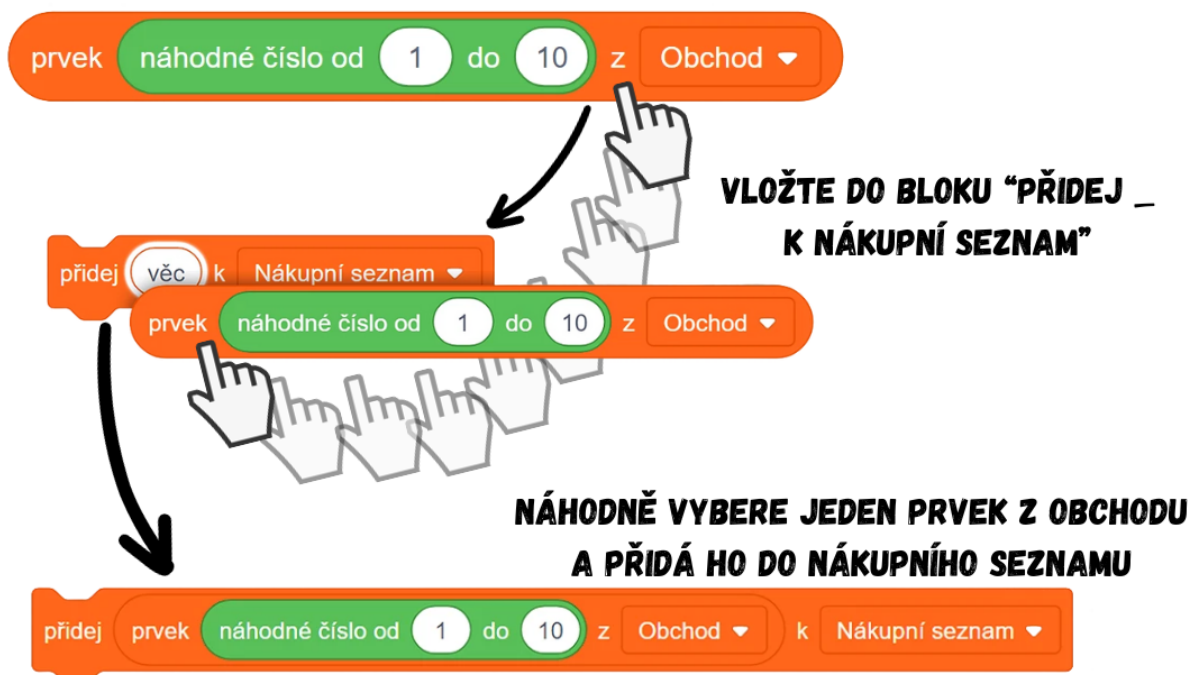 prvek náhodné číslo od 1 do 10 z Obchod
VLOŽTE DO BLOKU “PŘIDEJ _
K NÁKUPNÍ SEZNAM”
přidej věc k Nákupní seznam
prvek náhodné číslo od 1 do 10 z Obchod
NÁHODNĚ VYBERE JEDEN PRVEK Z OBCHODU
A PŘIDÁ HO DO NÁKUPNÍHO SEZNAMU
přidej prvek náhodné číslo od 1 do 10 z Obchod k Nákupní seznam